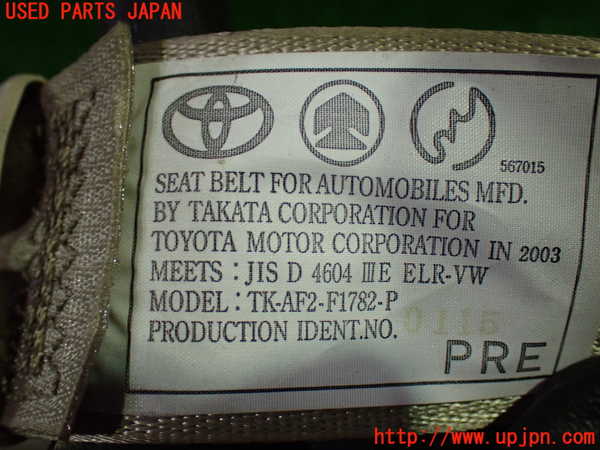 USED PARTS JAPAN
567015
SEAT BELT FOR AUTOMOBILES MFD.
BY TAKATA CORPORATION FOR
TOYOTA MOTOR CORPORATION IN 2003
MEETS : JIS D 4604 ⅢE ELR-VW
MODEL: TK-AF2-F1782-P
PRODUCTION IDENT.NO. 0115
PRE
http://www.upjpn.com